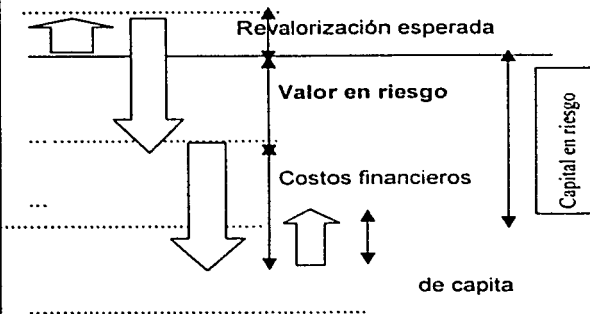 Revalorización esperada
Valor en riesgo
Costos financieros
...
de capita
Capital en riesgo